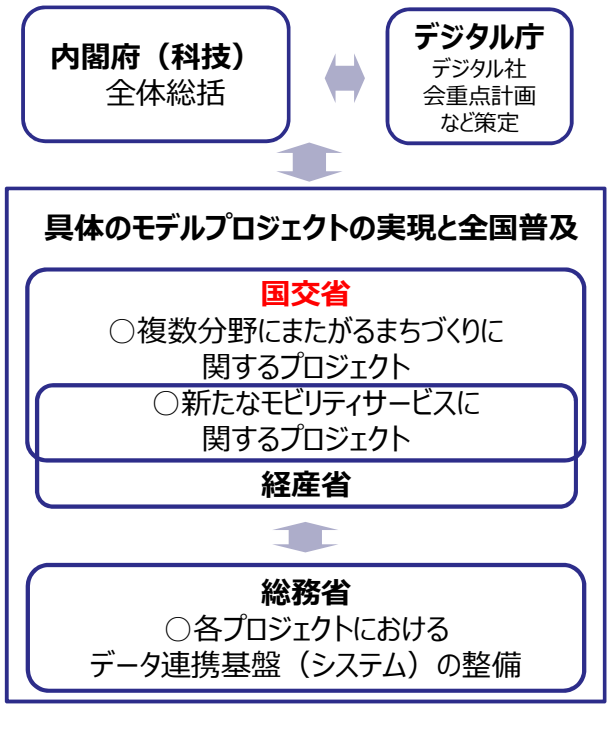 内閣府（科技）
全体総括
デジタル庁
デジタル社
会重点計画
など策定
具体のモデルプロジェクトの実現と全国普及
国交省
○複数分野にまたがるまちづくりに
関するプロジェクト
○新たなモビリティサービスに
関するプロジェクト
経産省
総務省
○各プロジェクトにおける
データ連携基盤（システム）の整備